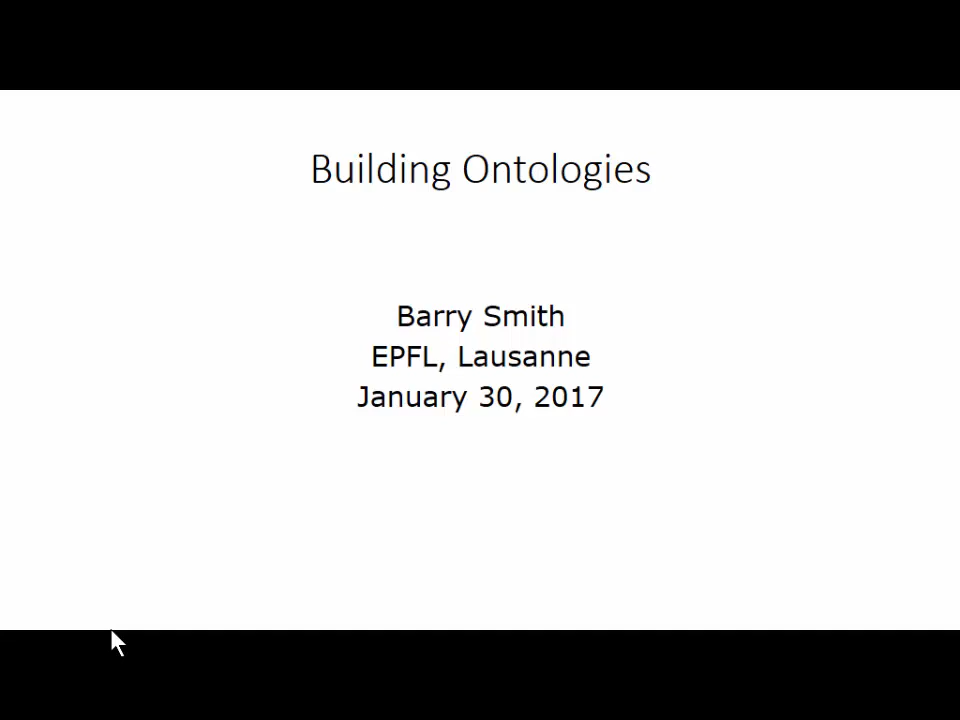 Building Ontologies
Barry Smith
EPFL, Lausanne
January 30, 2017